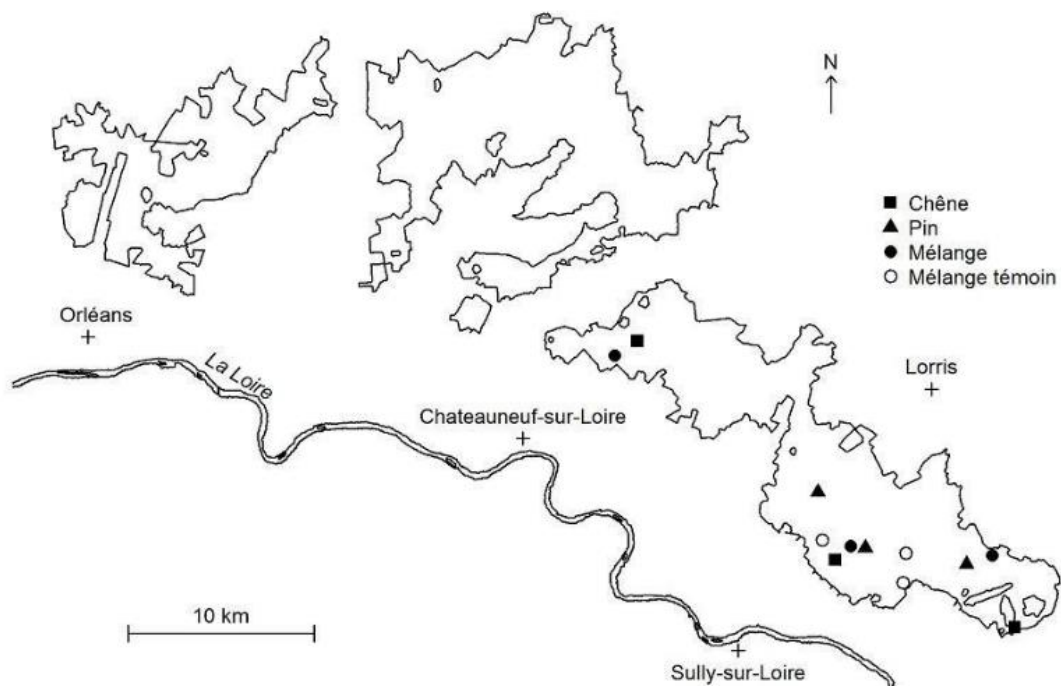 N
Chêne
Pin
Mélange
Mélange témoin
Orléans
La Loire
Lorris
Chateauneuf-sur-Loire
10 km
Sully-sur-Loire